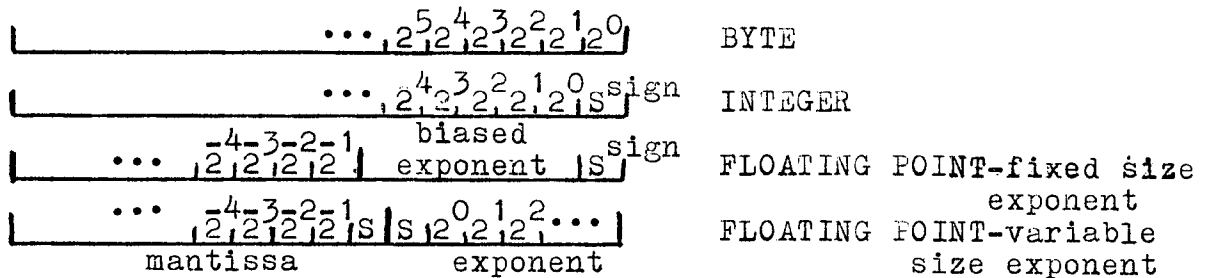 ... 2^5 2^4 2^3 2^2 2^1 2^0 BYTE
... 2^4 2^3 2^2 2^1 2^0 S sign INTEGER
... 2^-4 2^-3 2^-2 2^-1 . biased exponent S sign FLOATING POINT-fixed size exponent
... 2^-4 2^-3 2^-2 2^-1 S S 2^0 2^1 2^2 ... FLOATING POINT-variable size exponent
mantissa exponent